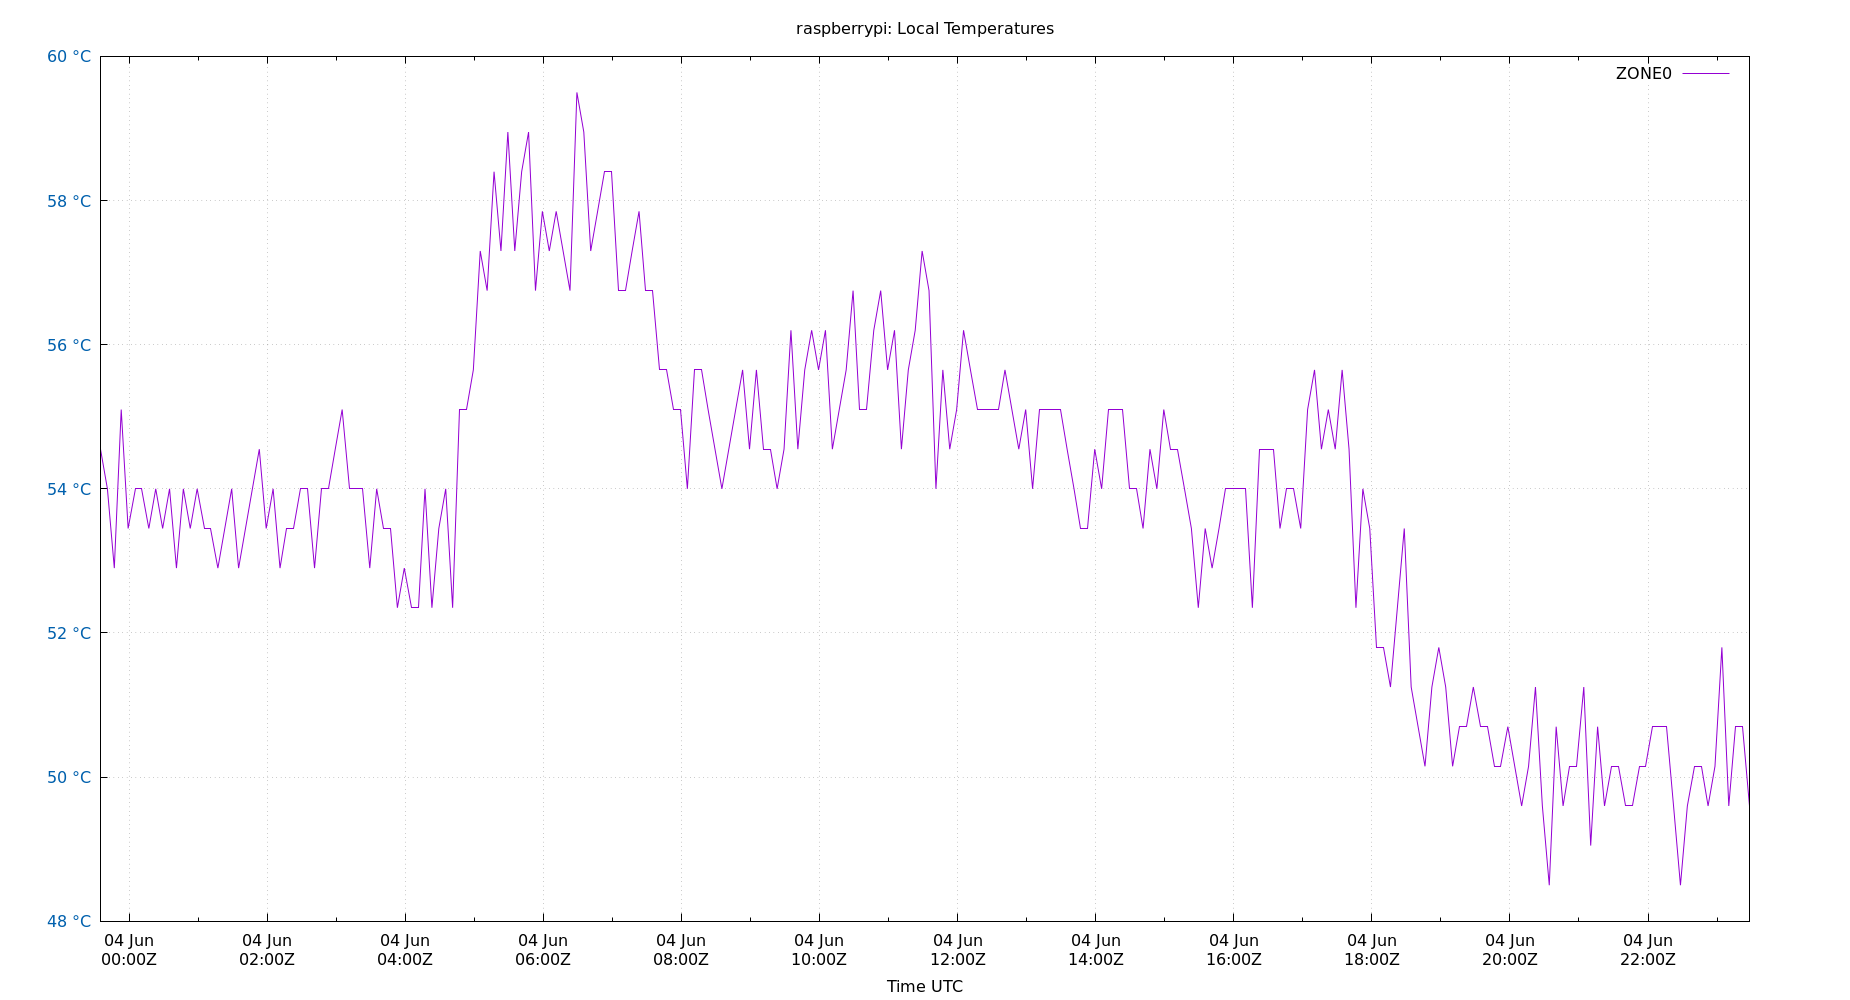 raspberrypi: Local Temperatures
ZONE0
60 °C
58 °C
56 °C
54 °C
52 °C
50 °C
48 °C
04 Jun 04 Jun 04 Jun 04 Jun 04 Jun 04 Jun 04 Jun 04 Jun 04 Jun 04 Jun 04 Jun 04 Jun
00:00Z 02:00Z 04:00Z 06:00Z 08:00Z 10:00Z 12:00Z 14:00Z 16:00Z 18:00Z 20:00Z 22:00Z
Time UTC